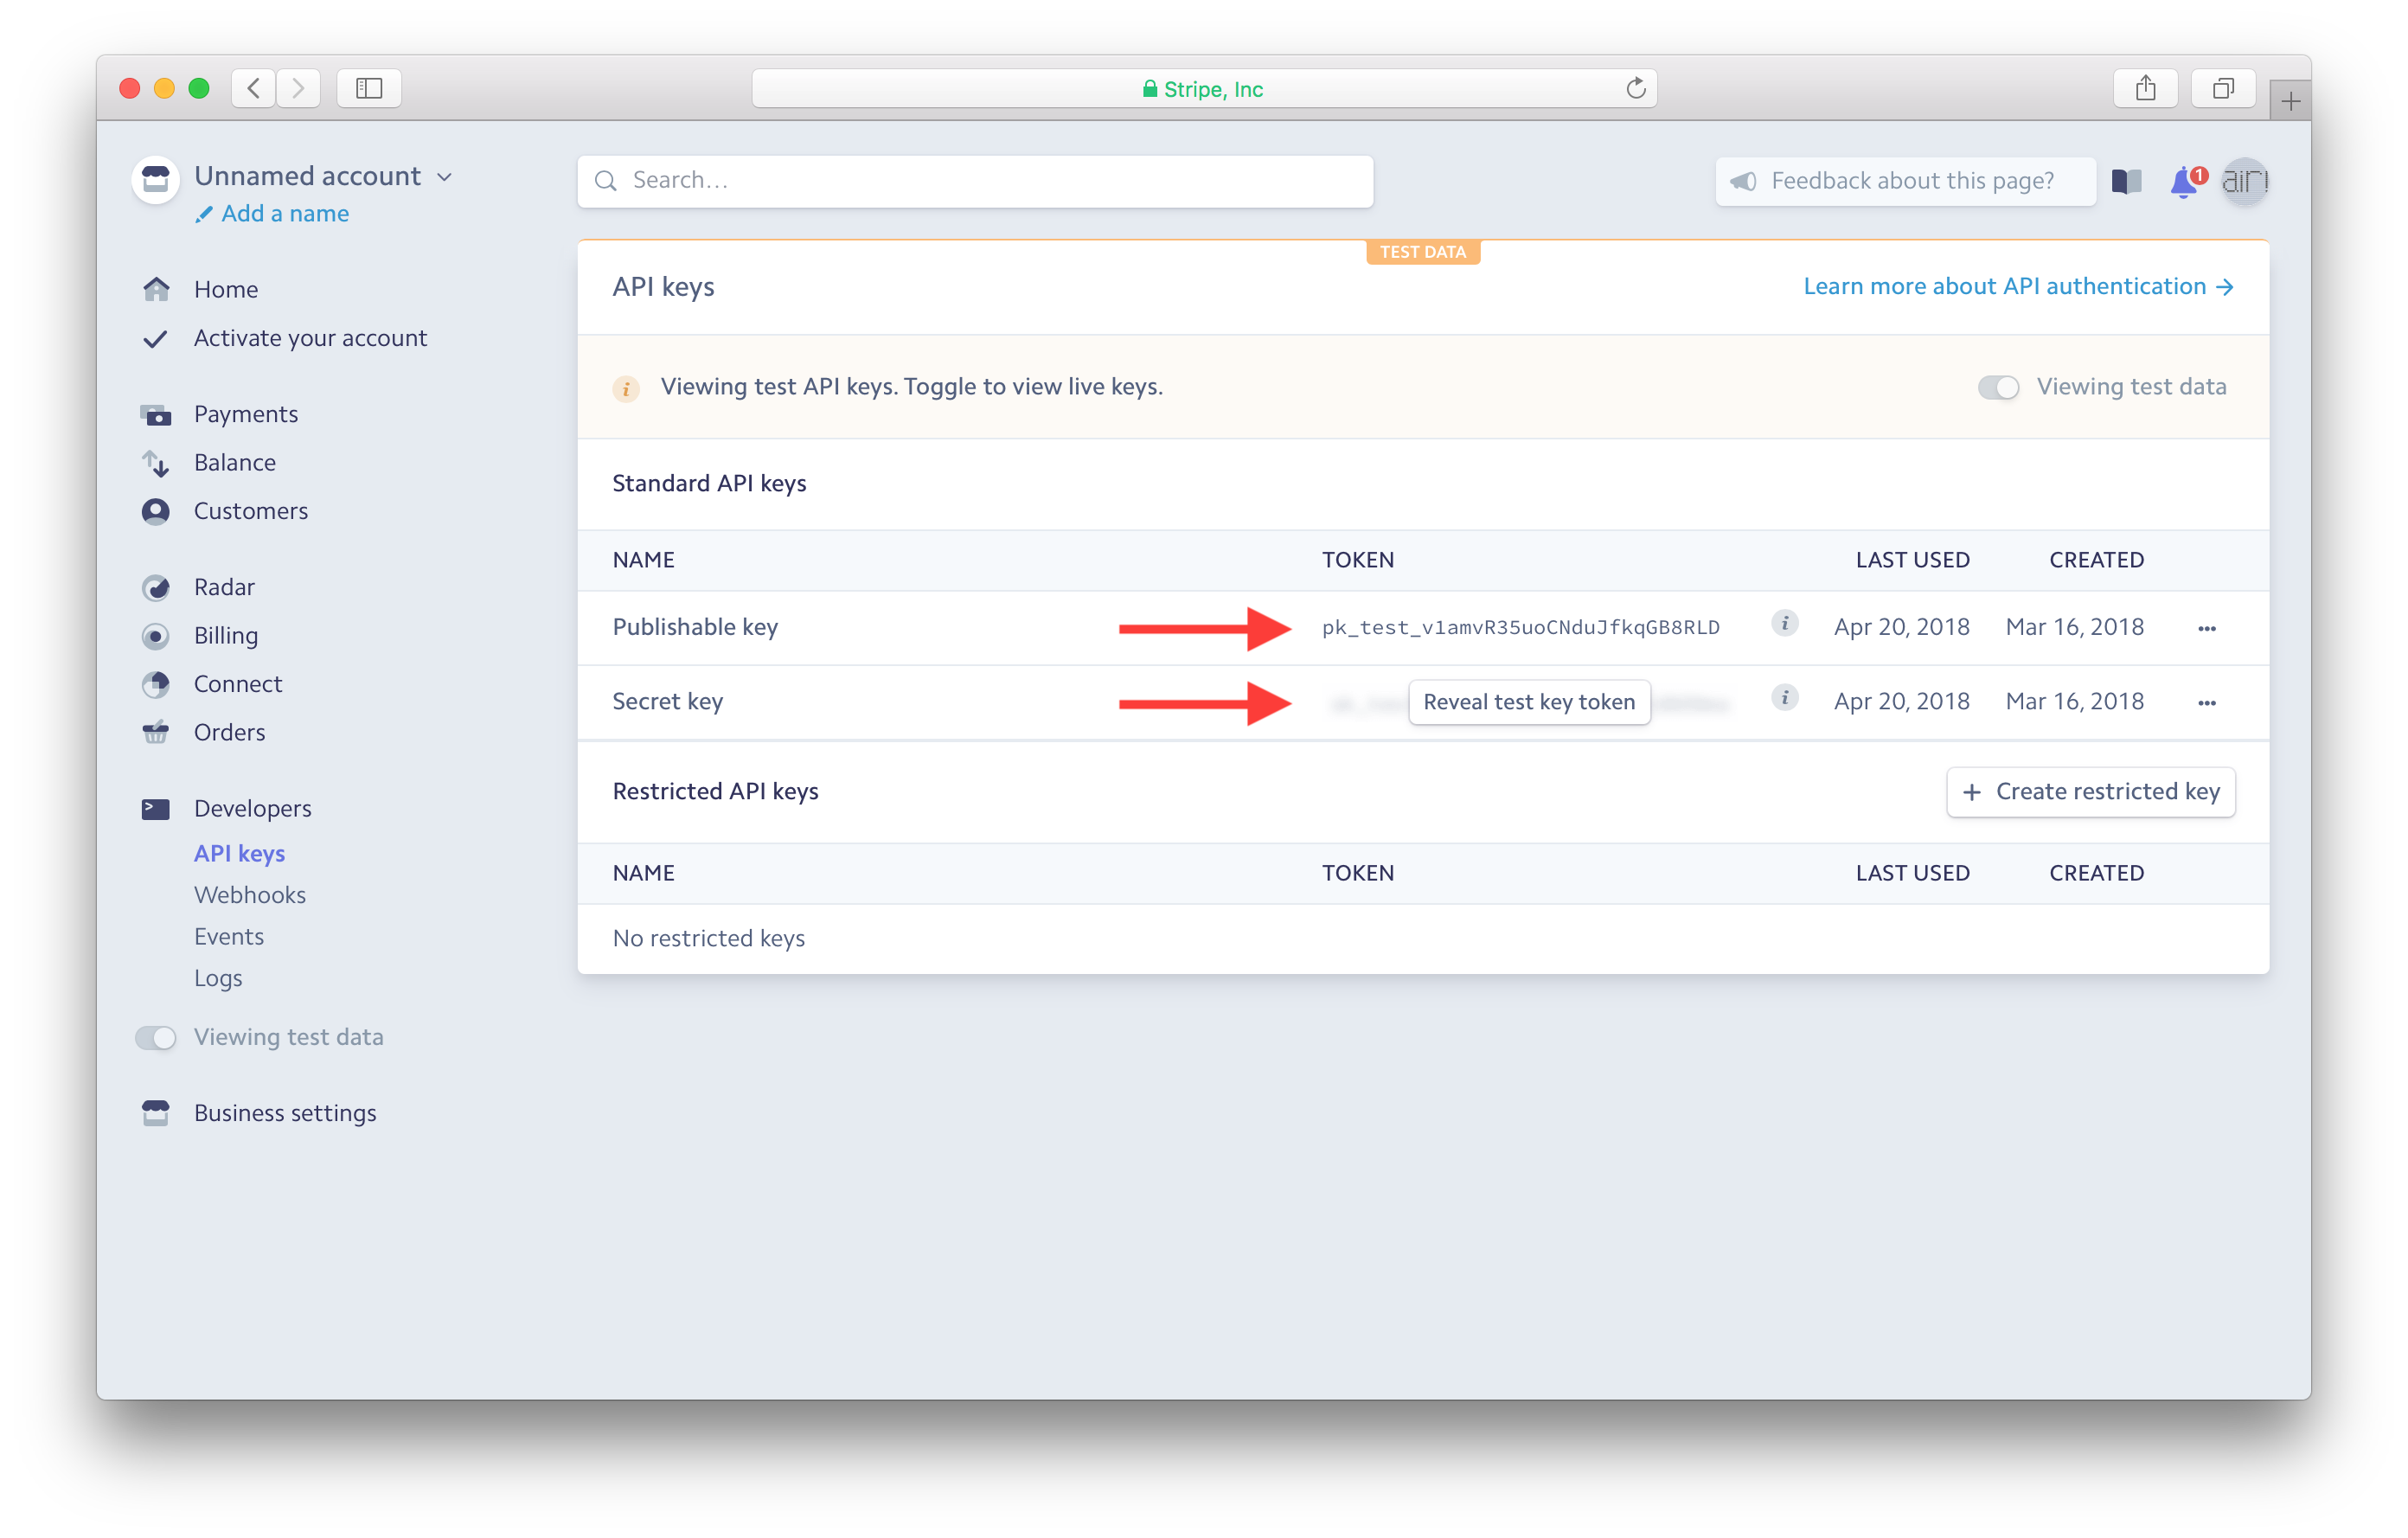 Stripe, Inc
Unnamed account
Add a name
Search…
Feedback about this page?
1
Home
Activate your account
Payments
Balance
Customers
Radar
Billing
Connect
Orders
Developers
API keys
Webhooks
Events
Logs
Viewing test data
Business settings
TEST DATA
API keys
Learn more about API authentication →
Viewing test API keys. Toggle to view live keys.
Viewing test data
Standard API keys
NAME TOKEN LAST USED CREATED
Publishable key pk_test_v1amvR35uoCNduJfkqGB8RLD Apr 20, 2018 Mar 16, 2018
Secret key Reveal test key token Apr 20, 2018 Mar 16, 2018
Restricted API keys
+ Create restricted key
NAME TOKEN LAST USED CREATED
No restricted keys